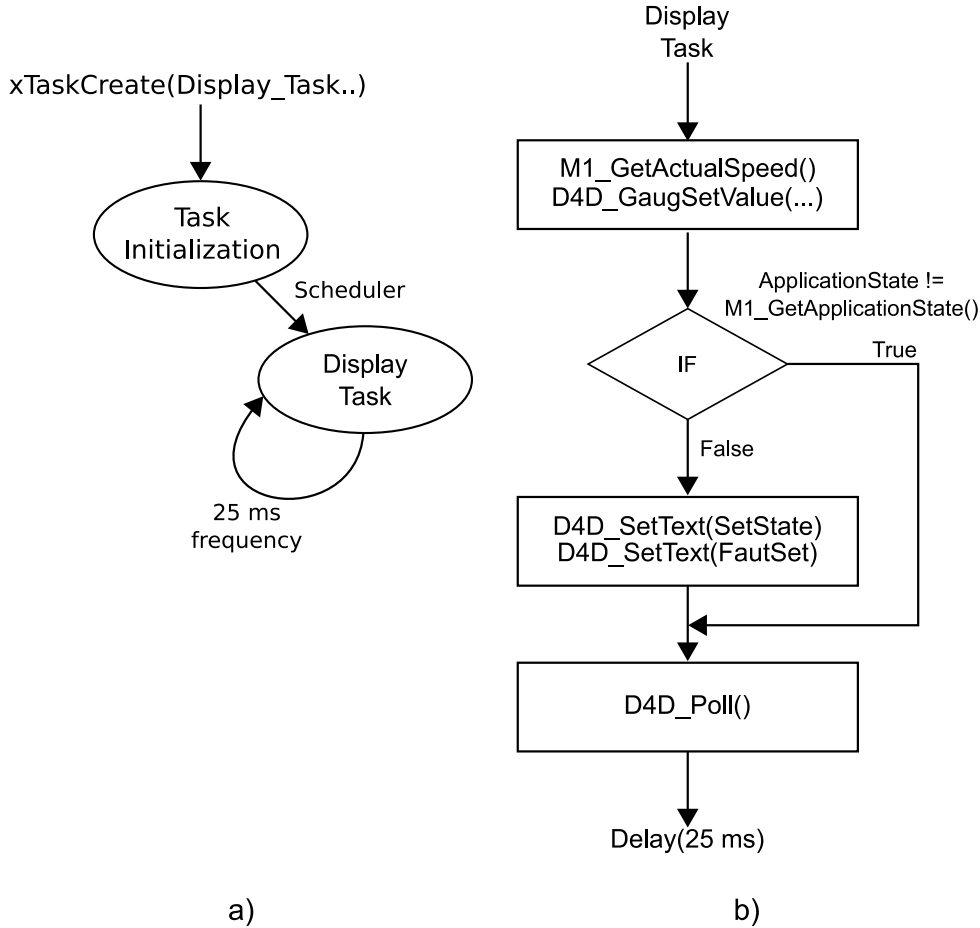 xTaskCreate(Display_Task..)
Task
Initialization
Scheduler
Display
Task
25 ms
frequency
a)
Display
Task
M1_GetActualSpeed()
D4D_GaugSetValue(...)
ApplicationState !=
M1_GetApplicationState()
IF
True
False
D4D_SetText(SetState)
D4D_SetText(FautSet)
D4D_Poll()
Delay(25 ms)
b)